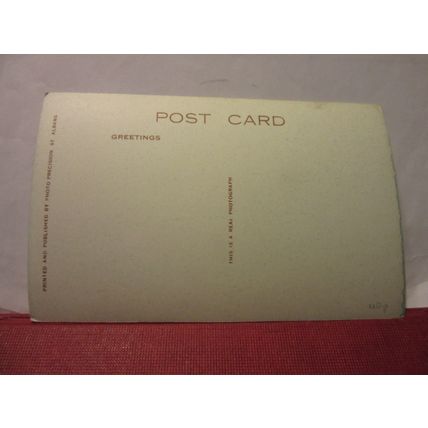 POST CARD
GREETINGS
PRINTED AND PUBLISHED BY PHOTO PRECISION ST ALBANS
THIS IS A REAL PHOTOGRAPH